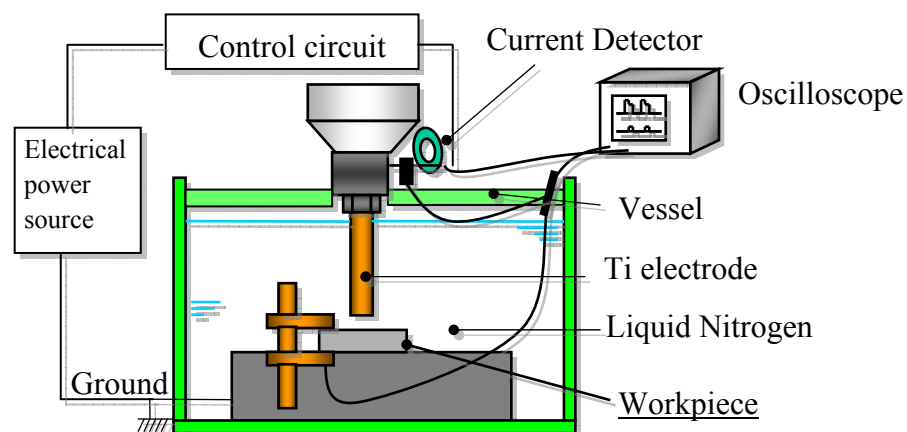 Control circuit
Current Detector
Oscilloscope
Electrical
power
source
Vessel
Ti electrode
Liquid Nitrogen
Ground
Workpiece